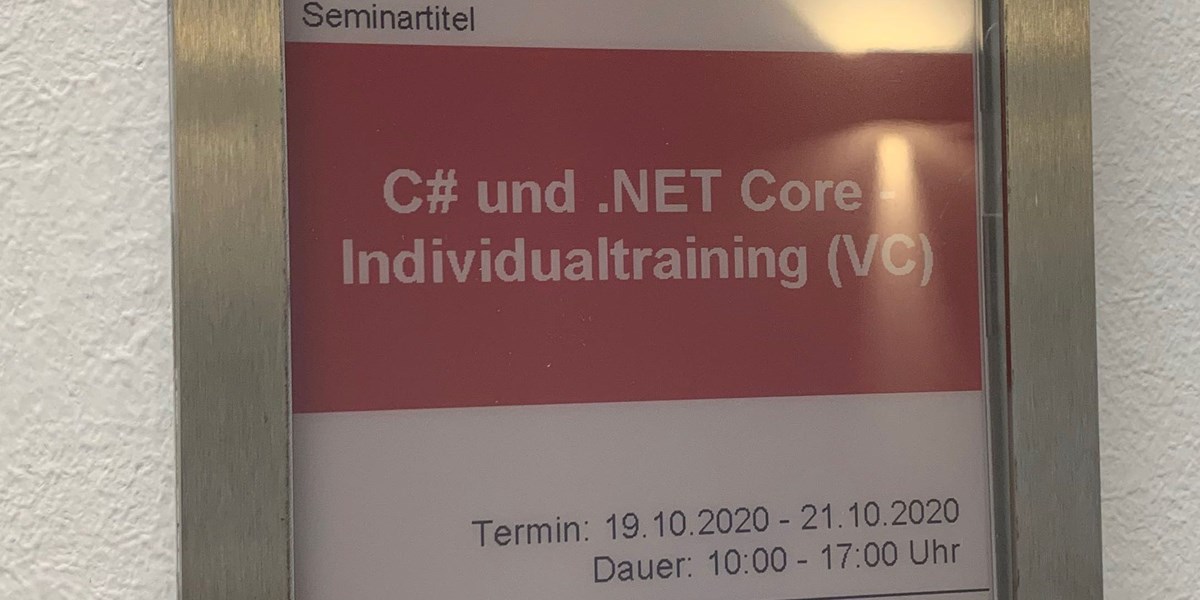 Seminartitel
C# und .NET Core -
Individualtraining (VC)
Termin: 19.10.2020 - 21.10.2020
Dauer: 10:00 - 17:00 Uhr